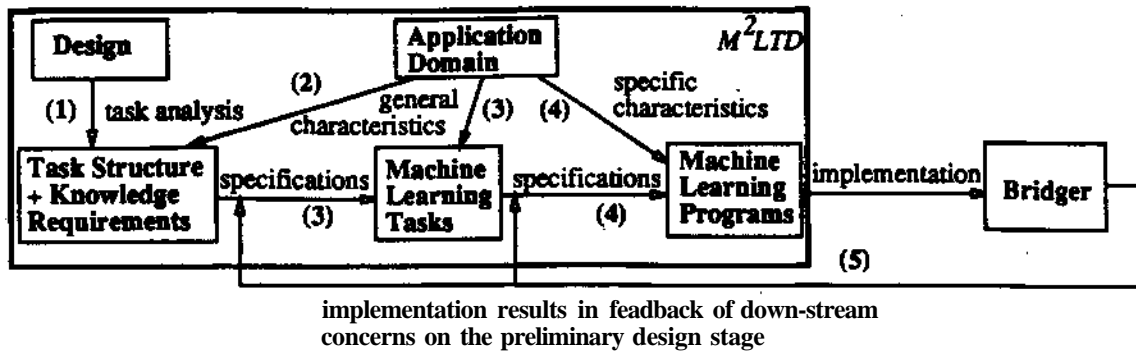 Design
Application
Domain
M²LTD
(1)
task analysis
(2)
general
characteristics
(3)
(4)
specific
characteristics
Task Structure
+ Knowledge
Requirements
specifications
(3)
Machine
Learning
Tasks
specifications
(4)
Machine
Learning
Programs
implementation
Bridger
(5)
implementation results in feadback of down-stream
concerns on the preliminary design stage